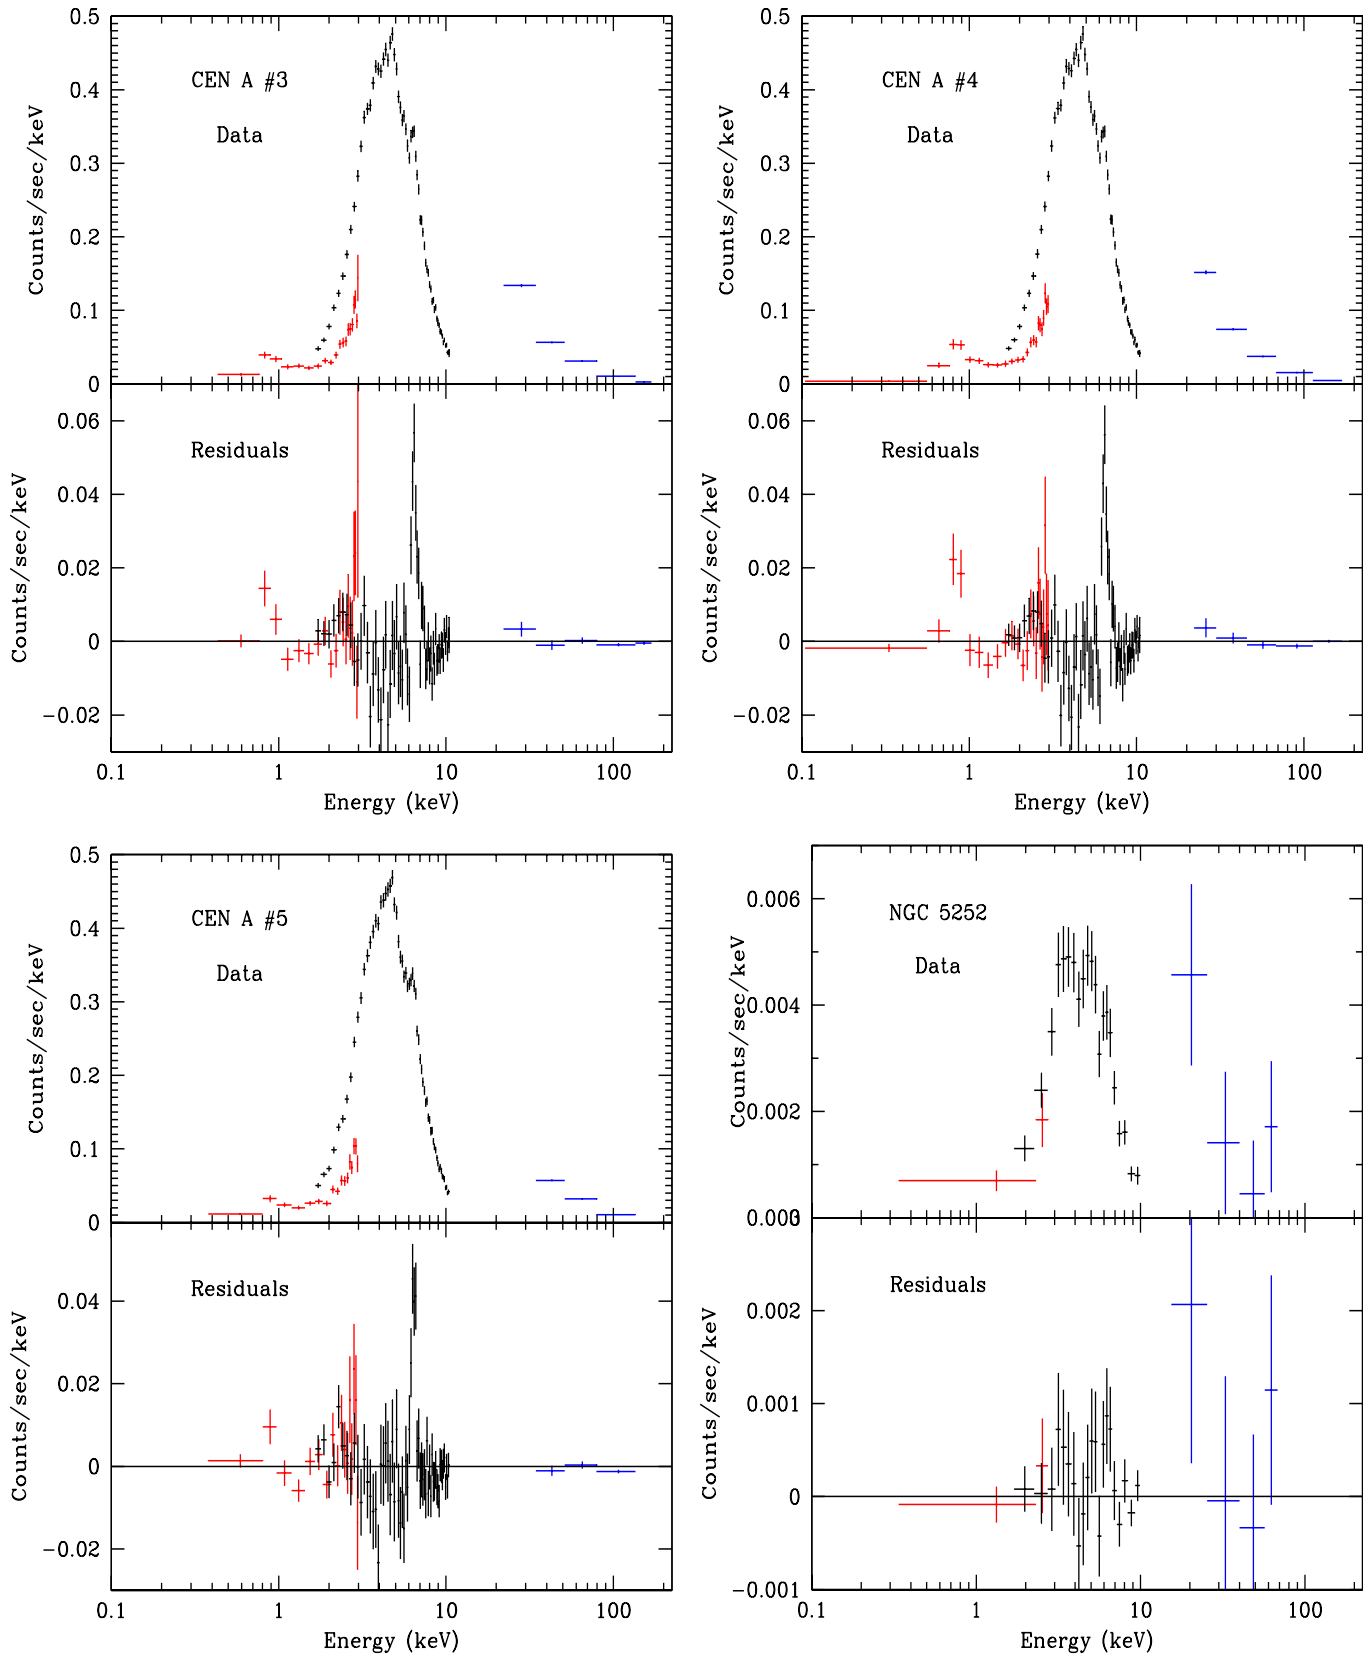 CEN A #3
Data
Counts/sec/keV
0.5
0.4
0.3
0.2
0.1
0
Residuals
Counts/sec/keV
0.06
0.04
0.02
0
−0.02
0.1 1 10 100
Energy (keV)
CEN A #4
Data
Counts/sec/keV
0.5
0.4
0.3
0.2
0.1
0
Residuals
Counts/sec/keV
0.06
0.04
0.02
0
−0.02
0.1 1 10 100
Energy (keV)
CEN A #5
Data
Counts/sec/keV
0.5
0.4
0.3
0.2
0.1
0
Residuals
Counts/sec/keV
0.04
0.02
0
−0.02
0.1 1 10 100
Energy (keV)
NGC 5252
Data
Counts/sec/keV
0.006
0.004
0.002
Residuals
Counts/sec/keV
0.002
0.001
0
−0.001
0.1 1 10 100
Energy (keV)